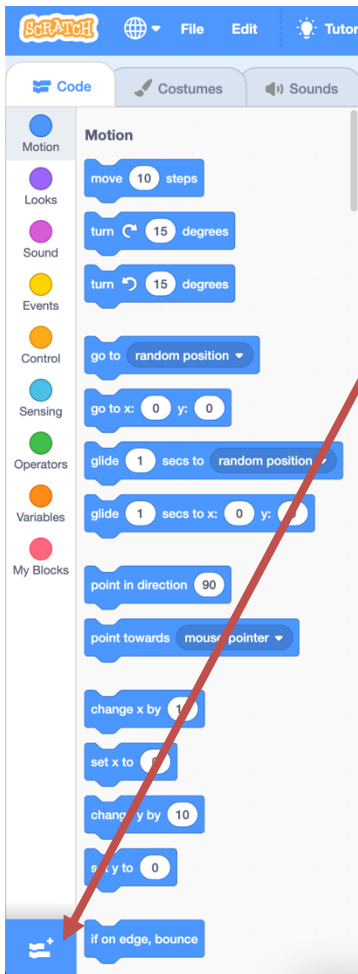 SCRATCH File Edit Tutor
Code Costumes Sounds
Motion
Looks
Sound
Events
Control
Sensing
Operators
Variables
My Blocks
Motion
move 10 steps
turn 15 degrees
turn 15 degrees
go to random position
go to x: 0 y: 0
glide 1 secs to random position
glide 1 secs to x: 0 y:
point in direction 90
point towards mouse-pointer
change x by
set x to
change y by 10
set y to 0
if on edge, bounce